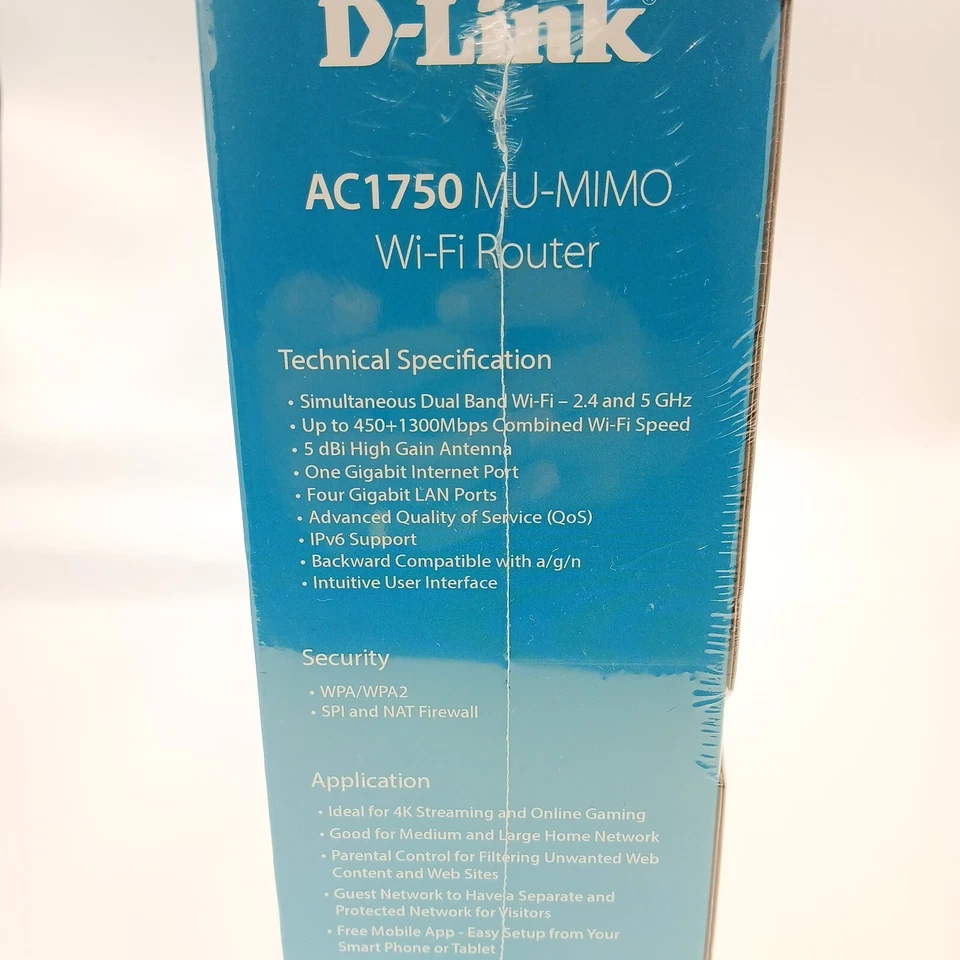 D-Link
AC1750 MU-MIMO
Wi-Fi Router
Technical Specification
• Simultaneous Dual Band Wi-Fi – 2.4 and 5 GHz
• Up to 450+1300Mbps Combined Wi-Fi Speed
• 5 dBi High Gain Antenna
• One Gigabit Internet Port
• Four Gigabit LAN Ports
• Advanced Quality of Service (QoS)
• IPv6 Support
• Backward Compatible with a/g/n
• Intuitive User Interface
Security
• WPA/WPA2
• SPI and NAT Firewall
Application
• Ideal for 4K Streaming and Online Gaming
• Good for Medium and Large Home Network
• Parental Control for Filtering Unwanted Web
Content and Web Sites
• Guest Network to Have a Separate and
Protected Network for Visitors
• Free Mobile App - Easy Setup from Your
Smart Phone or Tablet